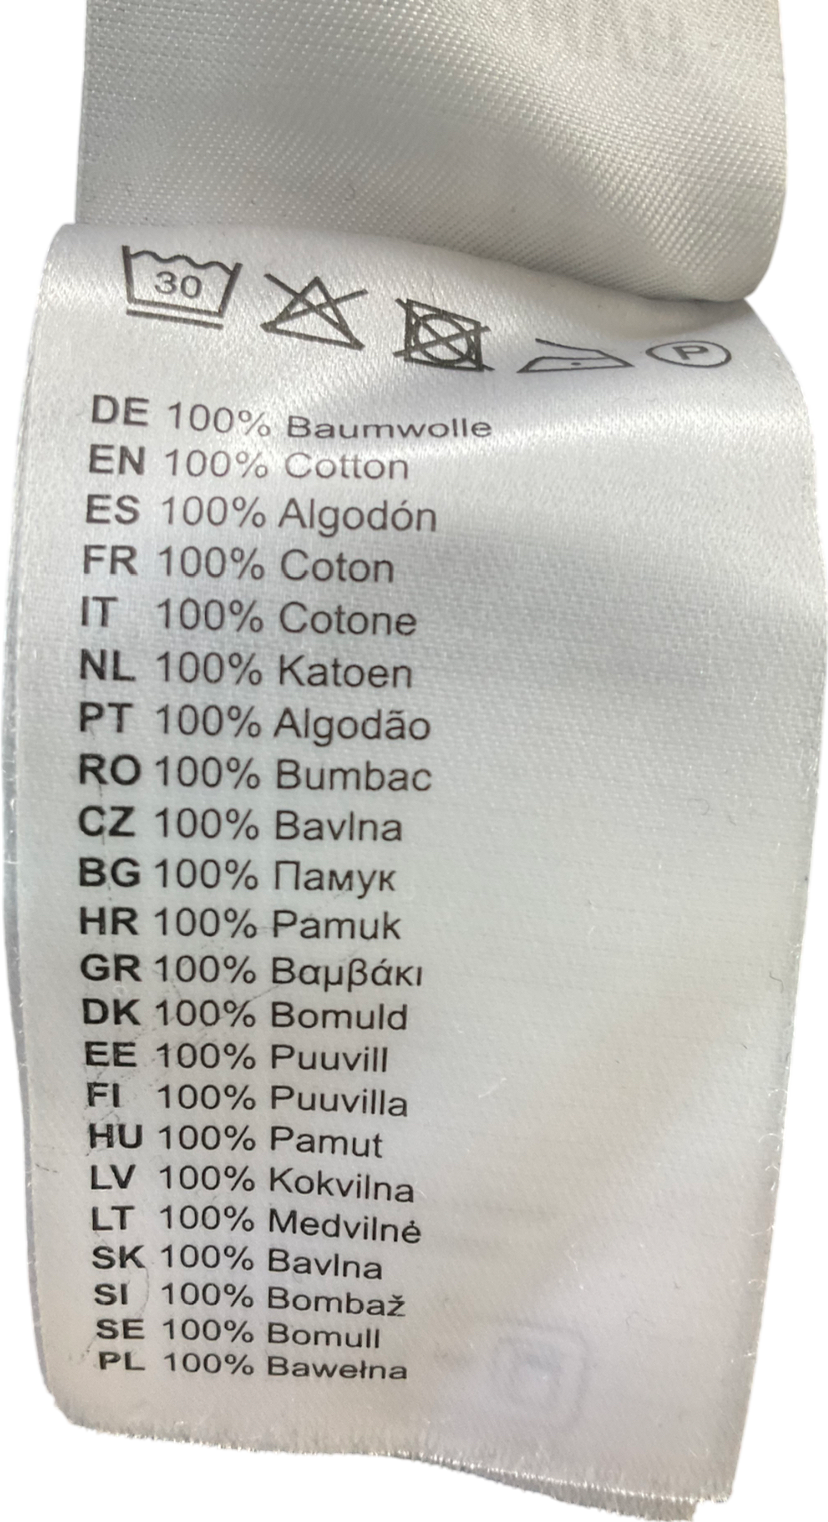 30
P
DE 100% Baumwolle
EN 100% Cotton
ES 100% Algodón
FR 100% Coton
IT 100% Cotone
NL 100% Katoen
PT 100% Algodão
RO 100% Bumbac
CZ 100% Bavlna
BG 100% Памук
HR 100% Pamuk
GR 100% Βαμβάκι
DK 100% Bomuld
EE 100% Puuvill
FI 100% Puuvilla
HU 100% Pamut
LV 100% Kokvilna
LT 100% Medvilnė
SK 100% Bavlna
SI 100% Bombaž
SE 100% Bomull
PL 100% Bawełna